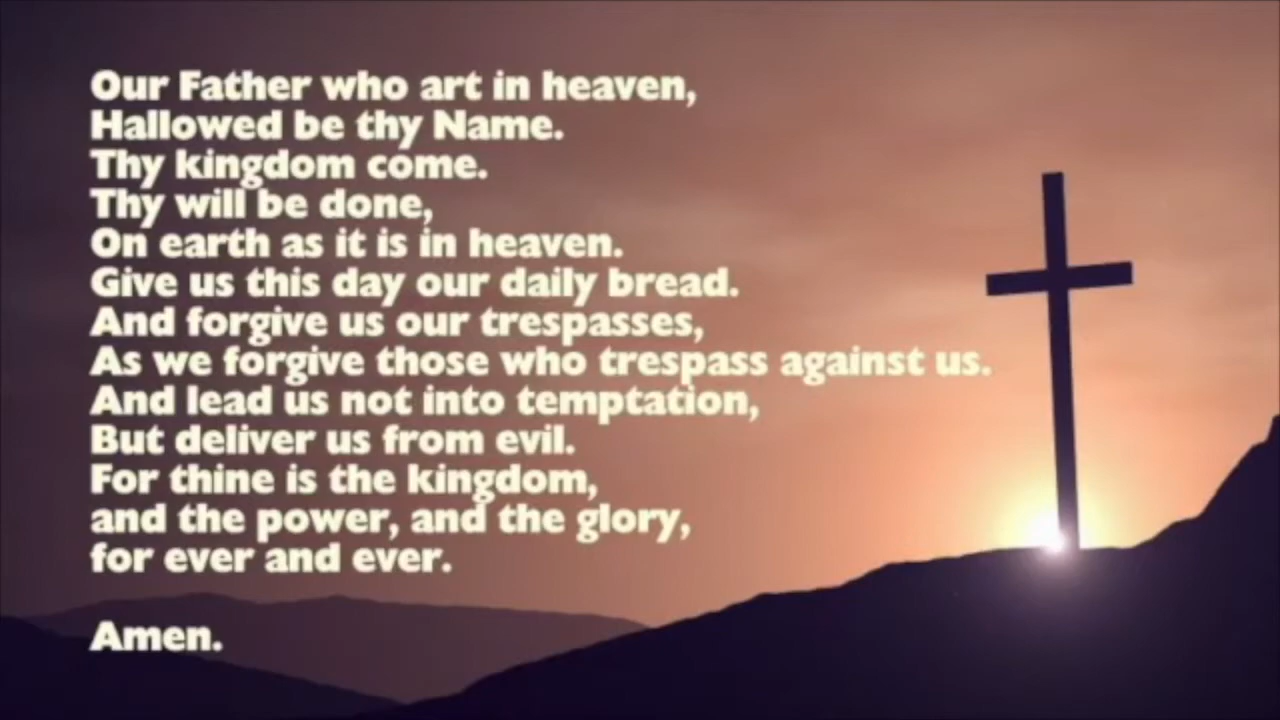 Our Father who art in heaven,
Hallowed be thy Name.
Thy kingdom come.
Thy will be done,
On earth as it is in heaven.
Give us this day our daily bread.
And forgive us our trespasses,
As we forgive those who trespass against us.
And lead us not into temptation,
But deliver us from evil.
For thine is the kingdom,
and the power, and the glory,
for ever and ever.
Amen.